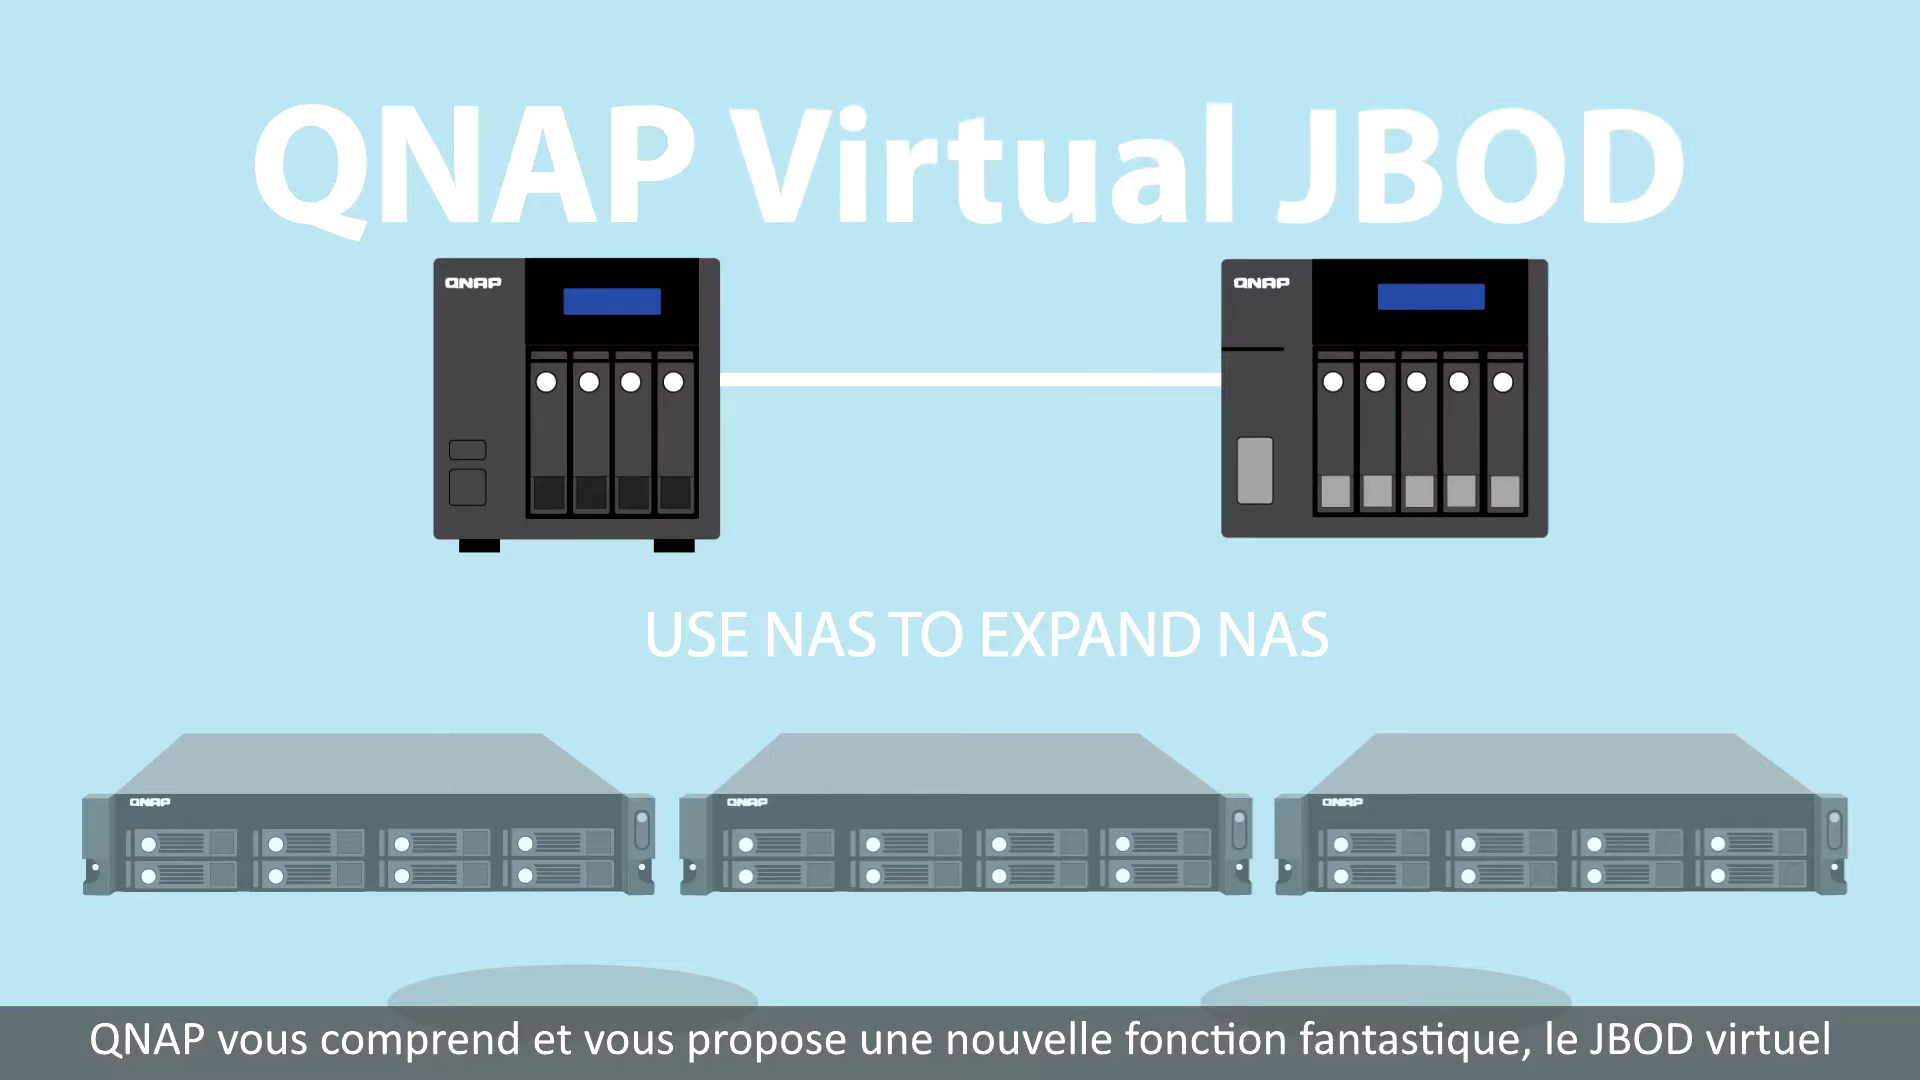 QNAP Virtual JBOD
QNAP
QNAP
USE NAS TO EXPAND NAS
QNAP
QNAP
QNAP
QNAP vous comprend et vous propose une nouvelle fonction fantastique, le JBOD virtuel